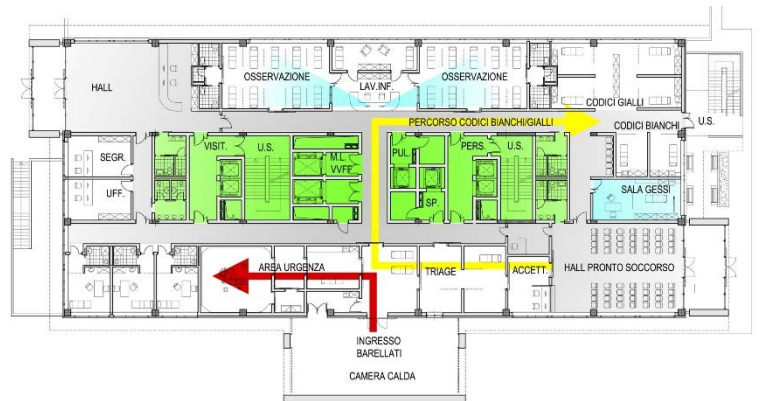 OSSERVAZIONE
OSSERVAZIONE
HALL
LAV.INF.
CODICI GIALLI
PERCORSO CODICI BIANCHI/GIALLI
CODICI BIANCHI
U.S.
VISIT.
U.S.
M.L.
VVFF
PUL.
PERS.
U.S.
SEGR.
UFF.
SP.
SALA GESSI
AREA URGENZA
TRIAGE
ACCETT.
HALL PRONTO SOCCORSO
INGRESSO
BARELLATI
CAMERA CALDA